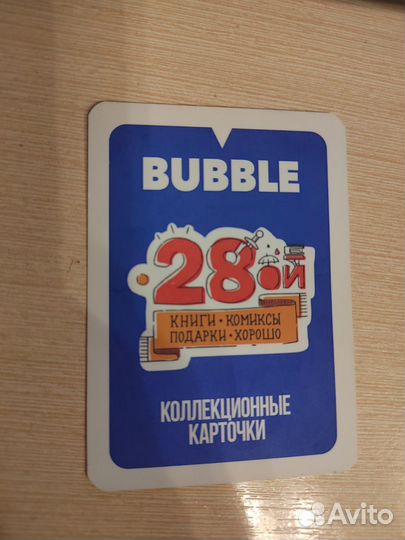 BUBBLE
28ОЙ
КНИГИ • КОМИКСЫ
ПОДАРКИ • ХОРОШО
КОЛЛЕКЦИОННЫЕ
КАРТОЧКИ
Avito